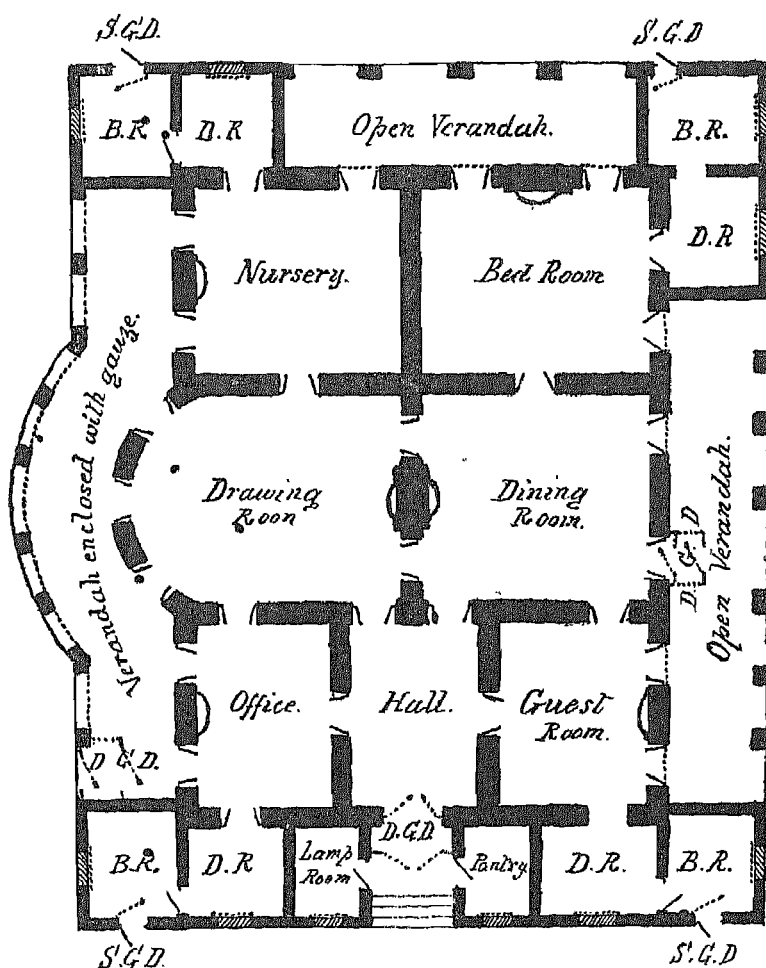 S.G.D.
S.G.D
B.R.
D.R
Open Verandah.
B.R.
D.R
Nursery.
Bed Room
Verandah enclosed with gauze.
Drawing
Roon
Dining
Room.
D.
G.
D
Open Verandah.
Office.
Hall.
Guest
Room.
D G D.
D.G.D.
B.R.
D.R
Lamp
Room
Pantry
D.R.
B.R.
S.G.D.
S.G.D